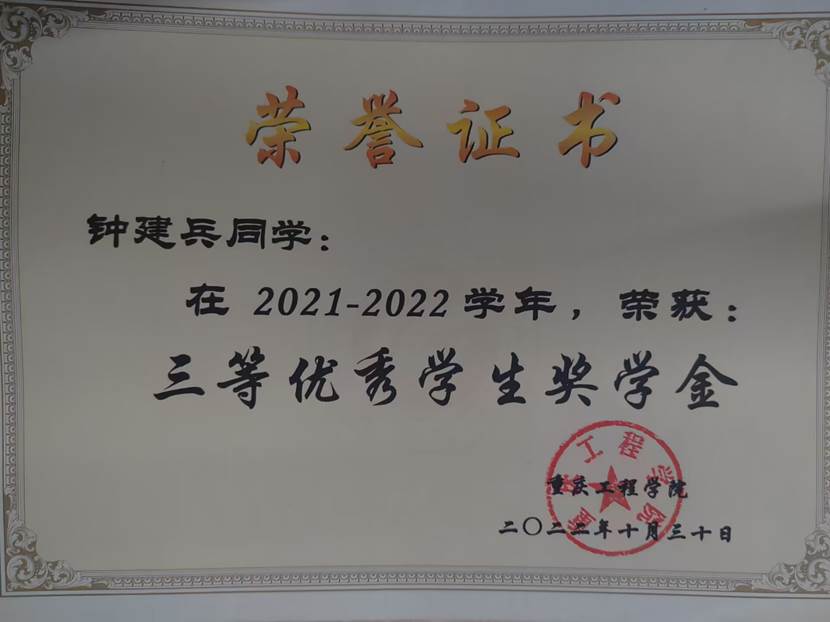 荣誉证书
钟建兵同学：
在 2021-2022 学年，荣获：
三等优秀学生奖学金
重庆工程学院
二〇二二年十月三十日